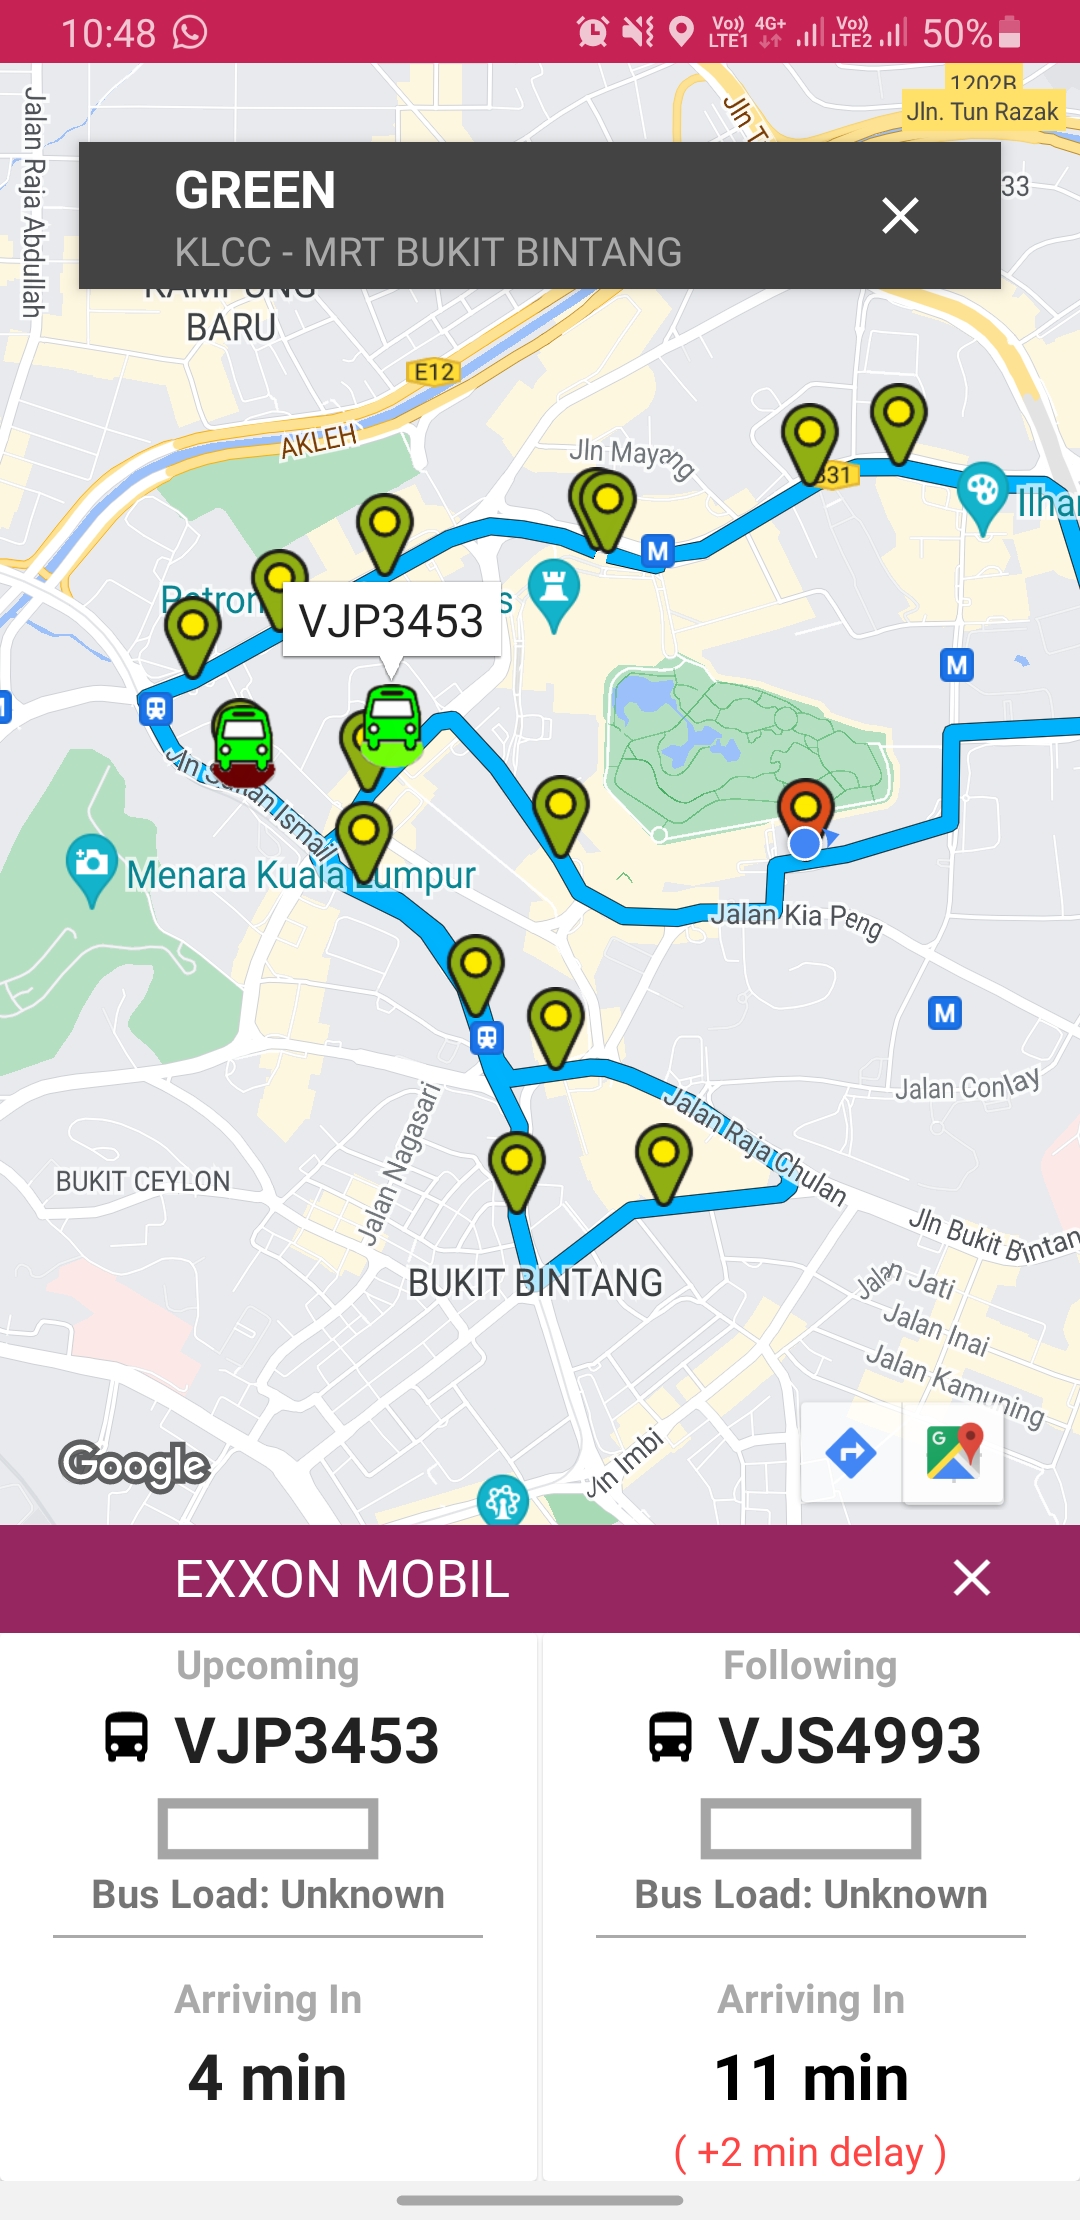 10:48
Vo)) LTE1 4G+ Vo)) LTE2 50%
1202B
Jln. Tun Razak
Jalan Raja Abdullah
33
GREEN
KLCC - MRT BUKIT BINTANG
KAMPUNG
BARU
E12
AKLEH
Jln Mayang
331
Ilha
Petron
s
VJP3453
M
M
Jln Sultan Ismail
Menara Kuala Lumpur
Jalan Kia Peng
M
Jalan Conlay
Jalan Nagasari
Jalan Raja Chulan
BUKIT CEYLON
Jln Bukit Bintan
BUKIT BINTANG
Jalan Jati
Jalan Inai
Jalan Kamuning
Jln Imbi
Google
G
EXXON MOBIL
Upcoming
VJP3453
Bus Load: Unknown
Arriving In
4 min
Following
VJS4993
Bus Load: Unknown
Arriving In
11 min
( +2 min delay )